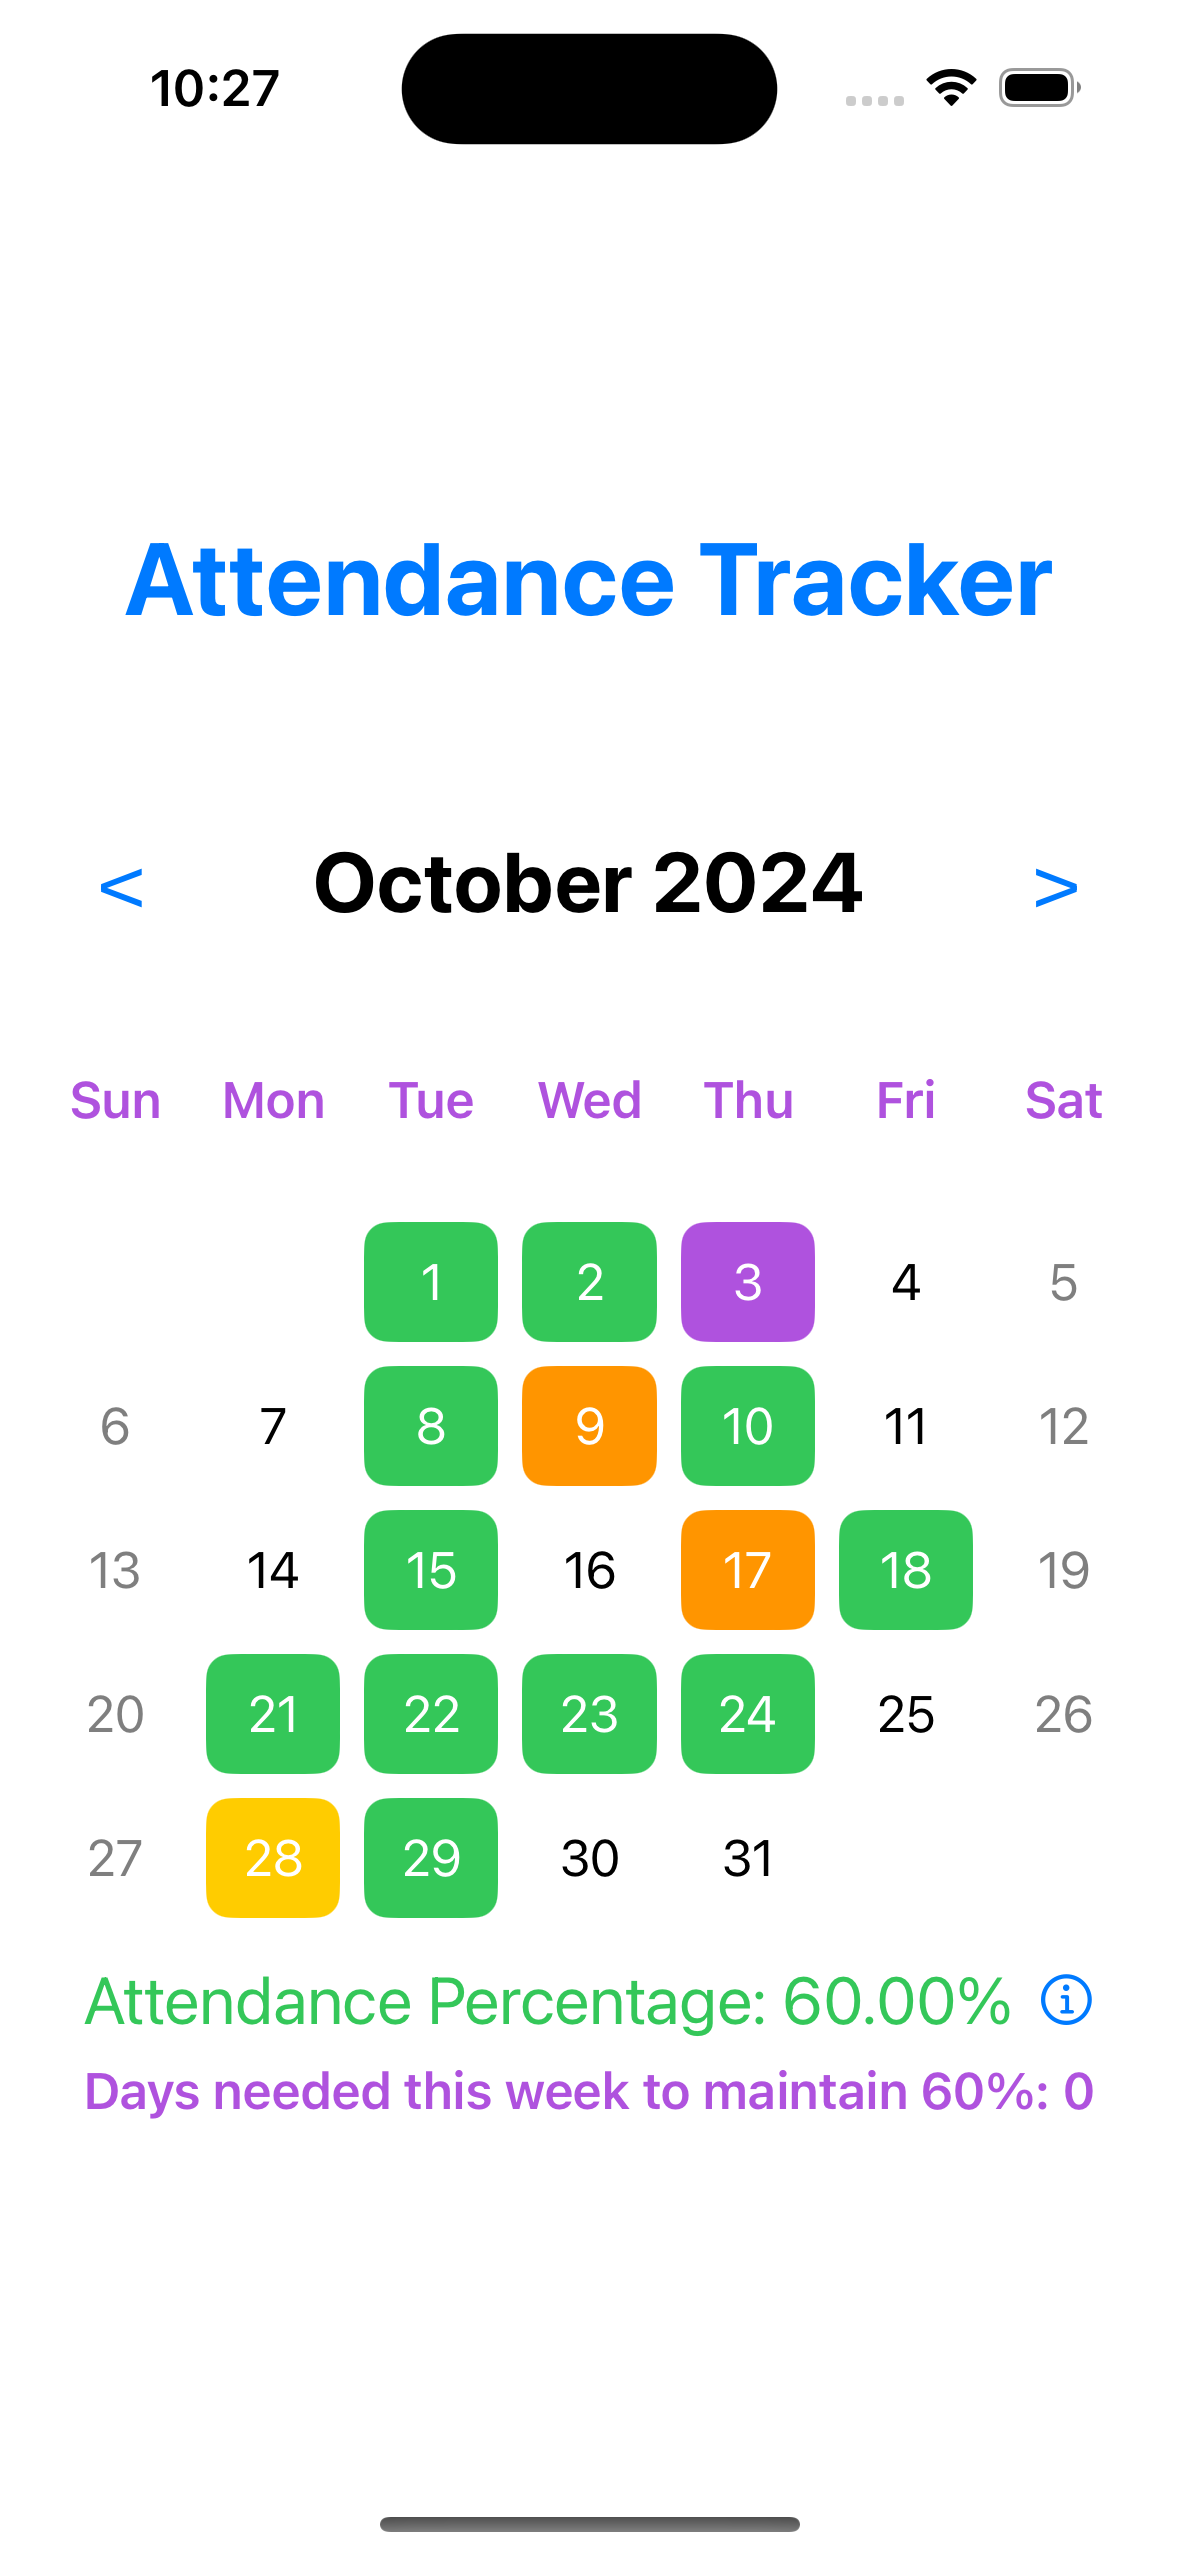 10:27
Attendance Tracker
< October 2024 >
Sun Mon Tue Wed Thu Fri Sat
1 2 3 4 5
6 7 8 9 10 11 12
13 14 15 16 17 18 19
20 21 22 23 24 25 26
27 28 29 30 31
Attendance Percentage: 60.00%
Days needed this week to maintain 60%: 0